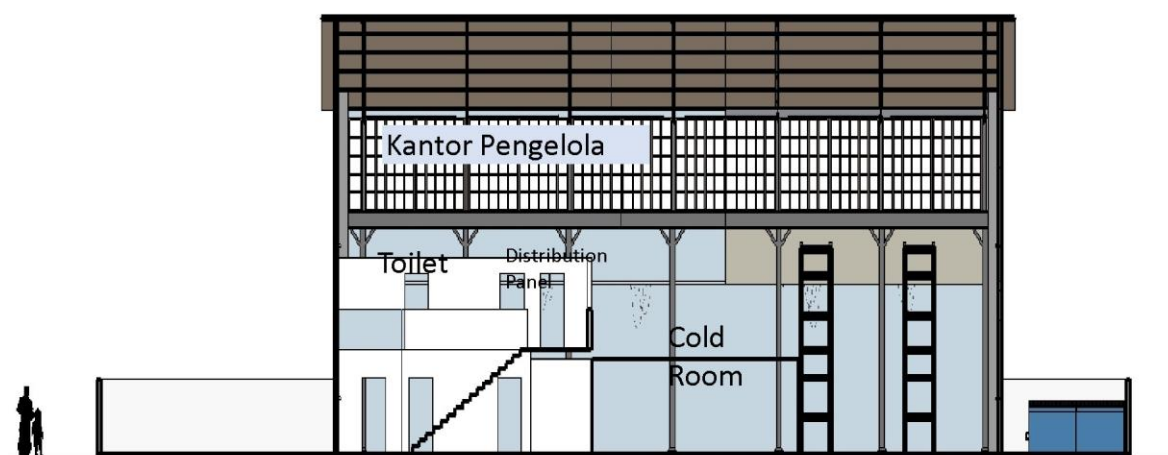 Kantor Pengelola
Toilet
Distribution
Panel
Cold
Room